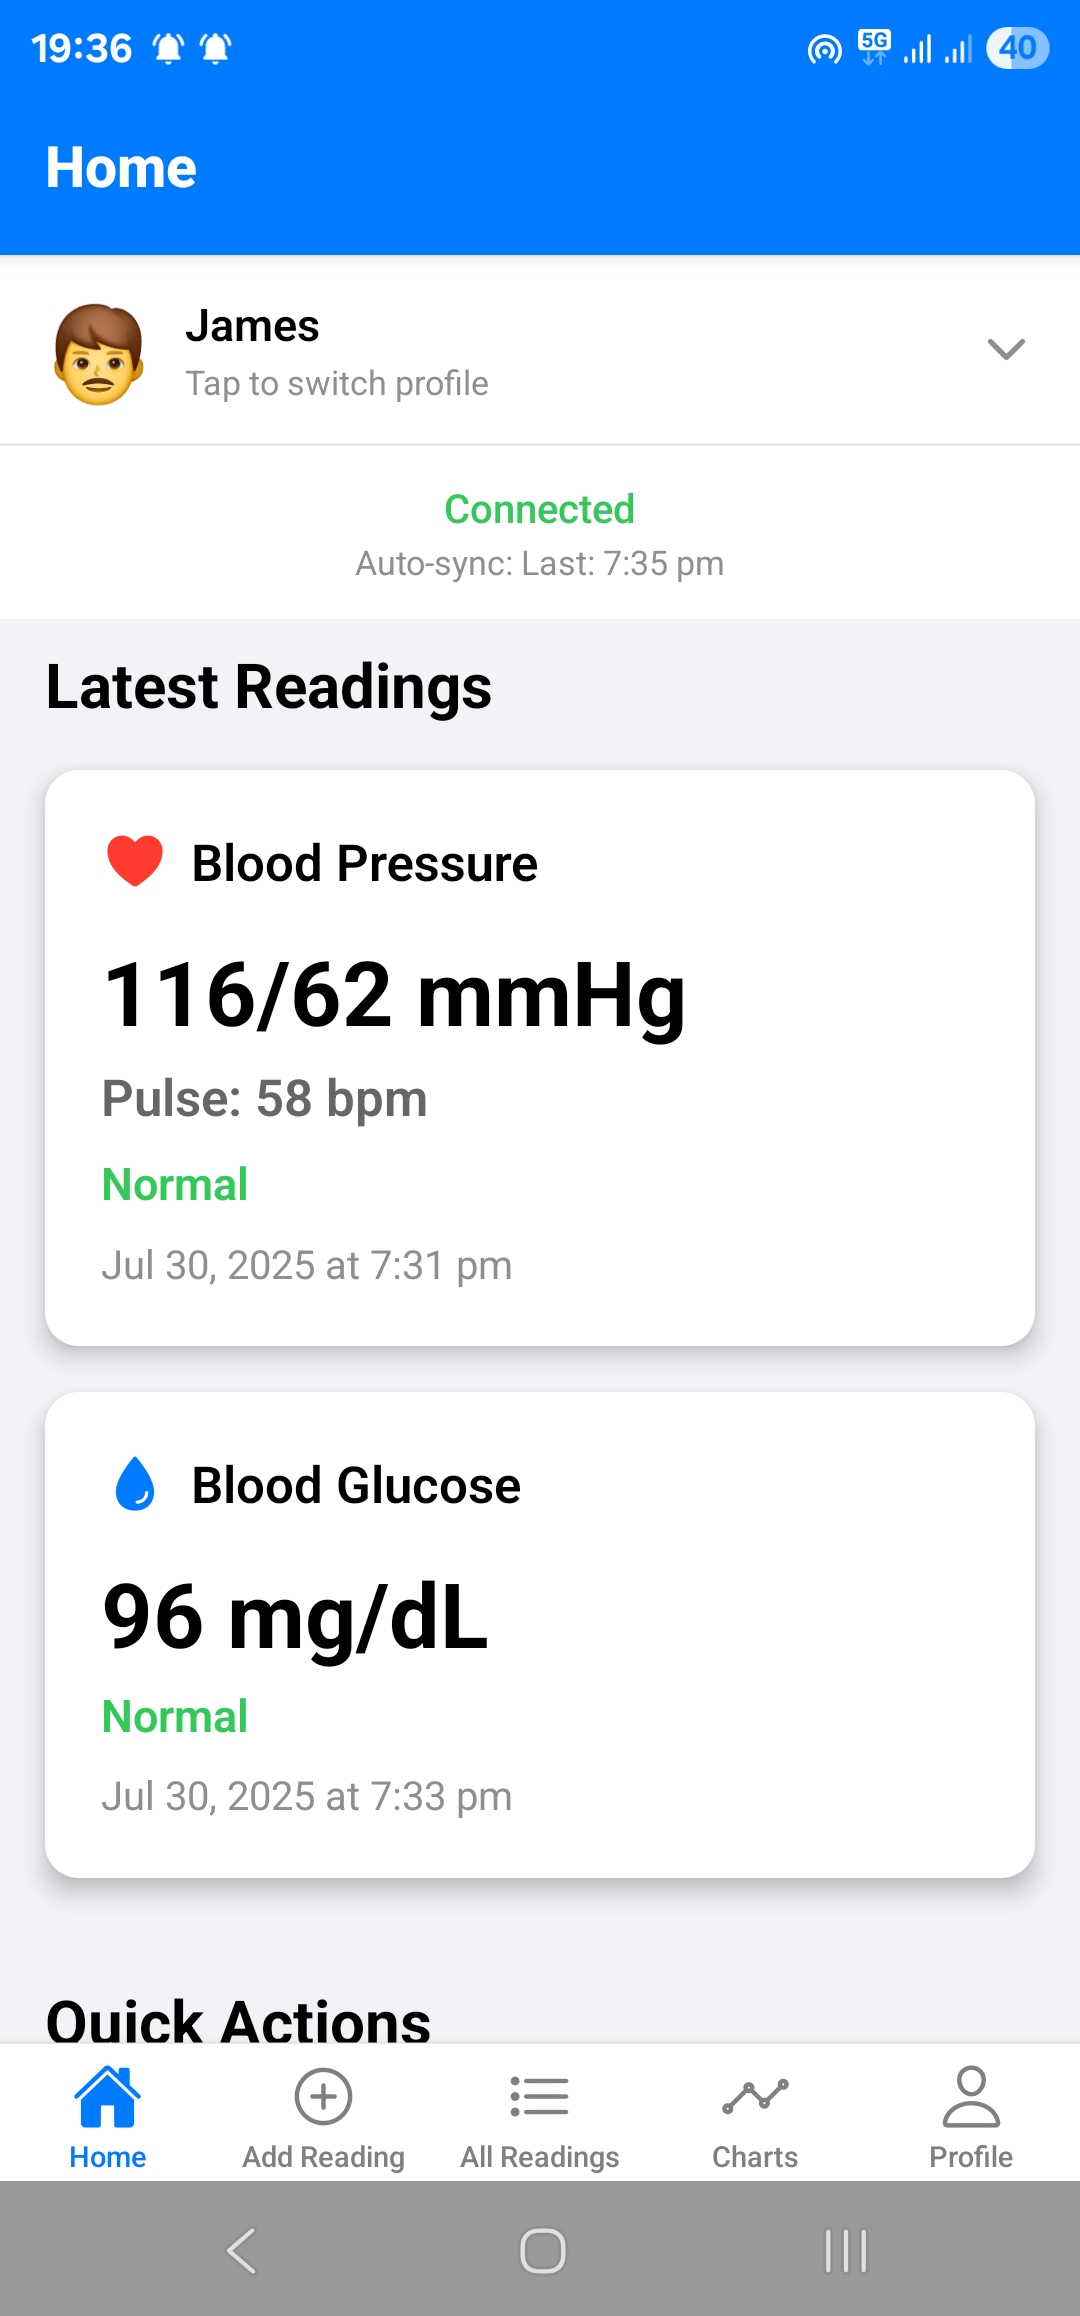 19:36
5G
40
Home
James
Tap to switch profile
Connected
Auto-sync: Last: 7:35 pm
Latest Readings
Blood Pressure
116/62 mmHg
Pulse: 58 bpm
Normal
Jul 30, 2025 at 7:31 pm
Blood Glucose
96 mg/dL
Normal
Jul 30, 2025 at 7:33 pm
Quick Actions
Home
Add Reading
All Readings
Charts
Profile